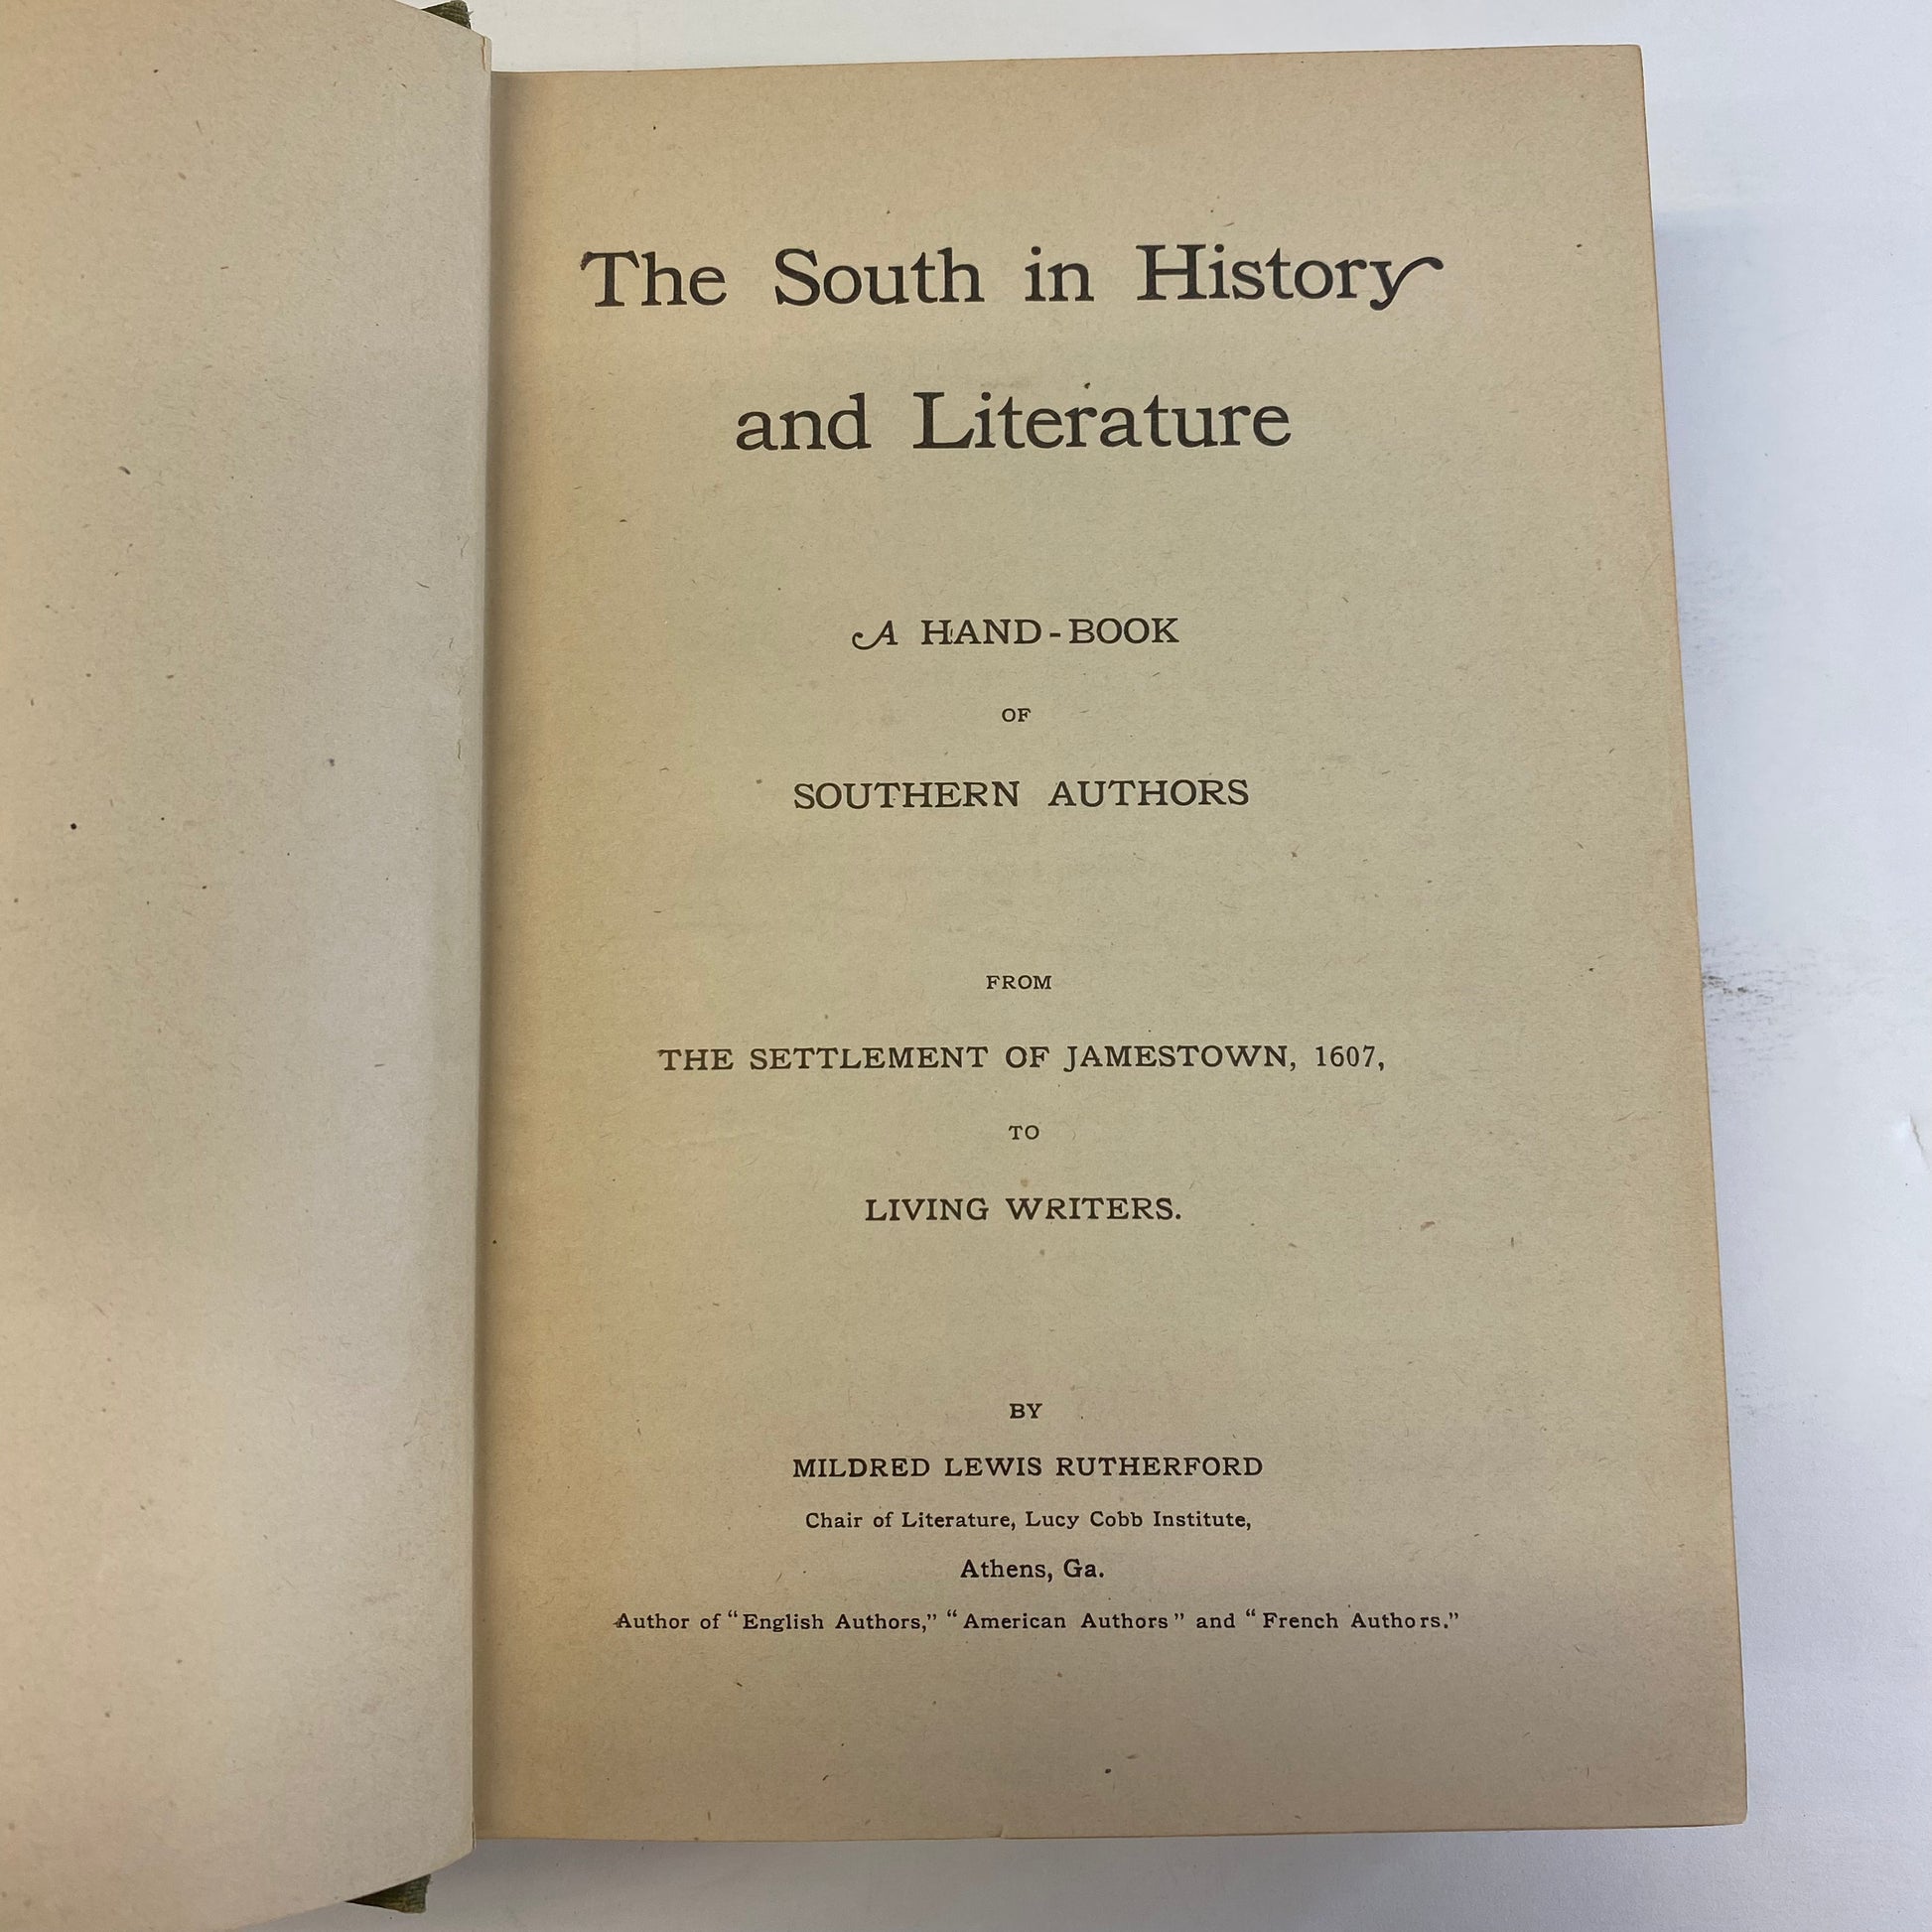 The South in History
and Literature
A HAND-BOOK
OF
SOUTHERN AUTHORS
FROM
THE SETTLEMENT OF JAMESTOWN, 1607,
TO
LIVING WRITERS.
BY
MILDRED LEWIS RUTHERFORD
Chair of Literature, Lucy Cobb Institute,
Athens, Ga.
Author of “English Authors,” “American Authors” and “French Authors.”